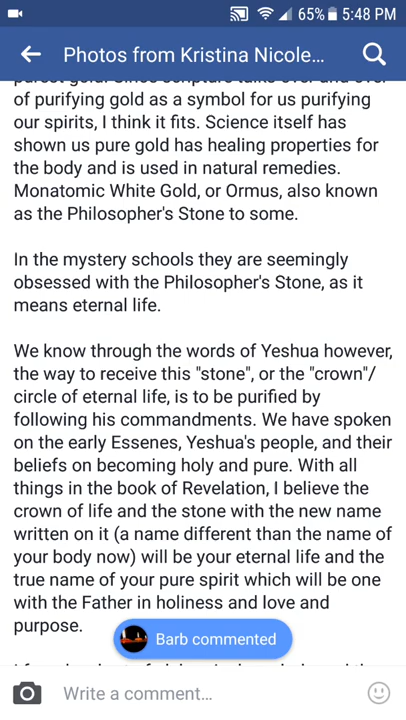 65% 5:48 PM
Photos from Kristina Nicole...
purest gold. Since scripture talks over and over
of purifying gold as a symbol for us purifying
our spirits, I think it fits. Science itself has
shown us pure gold has healing properties for
the body and is used in natural remedies.
Monatomic White Gold, or Ormus, also known
as the Philosopher's Stone to some.
In the mystery schools they are seemingly
obsessed with the Philosopher's Stone, as it
means eternal life.
We know through the words of Yeshua however,
the way to receive this "stone", or the "crown"/
circle of eternal life, is to be purified by
following his commandments. We have spoken
on the early Essenes, Yeshua's people, and their
beliefs on becoming holy and pure. With all
things in the book of Revelation, I believe the
crown of life and the stone with the new name
written on it (a name different than the name of
your body now) will be your eternal life and the
true name of your pure spirit which will be one
with the Father in holiness and love and
purpose.
Barb commented
Write a comment...